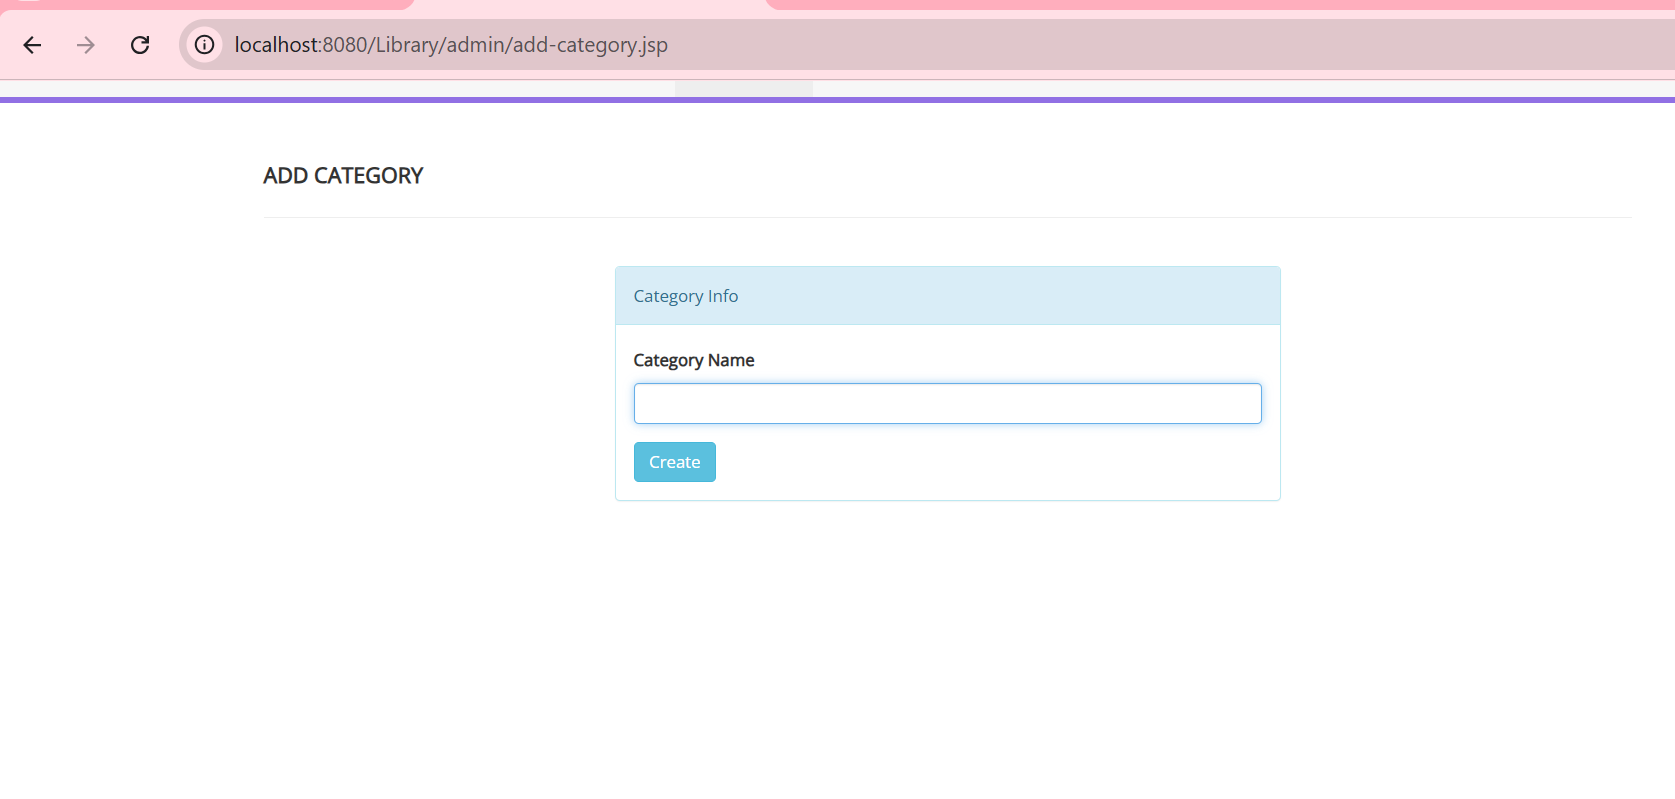 localhost:8080/Library/admin/add-category.jsp
ADD CATEGORY
Category Info
Category Name
Create